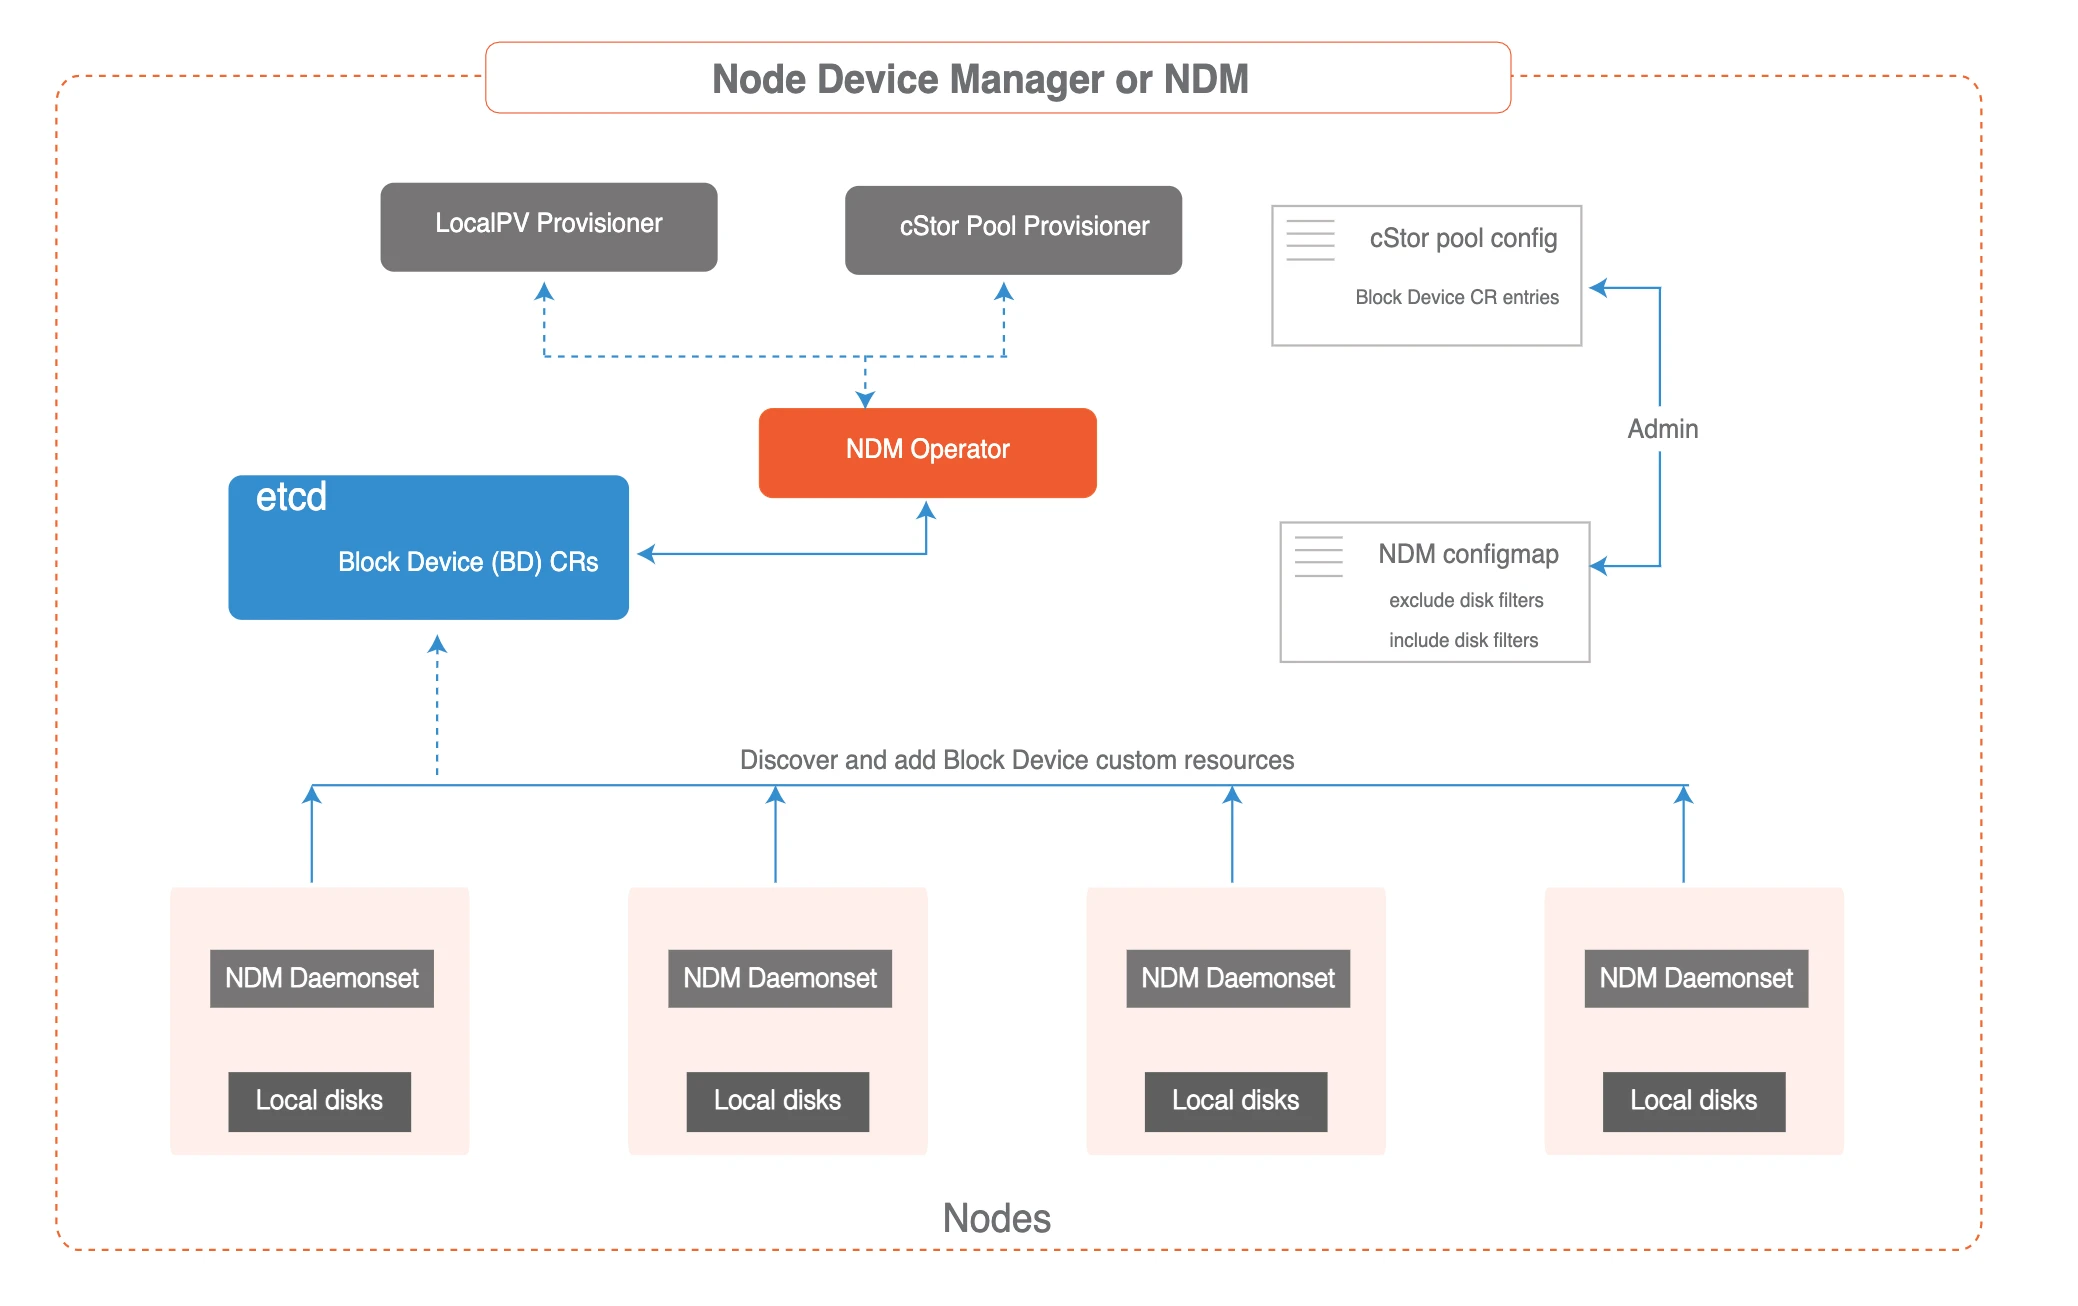 Node Device Manager or NDM
LocalPV Provisioner
cStor Pool Provisioner
cStor pool config
Block Device CR entries
Admin
NDM Operator
etcd
Block Device (BD) CRs
NDM configmap
exclude disk filters
include disk filters
Discover and add Block Device custom resources
NDM Daemonset
NDM Daemonset
NDM Daemonset
NDM Daemonset
Local disks
Local disks
Local disks
Local disks
Nodes